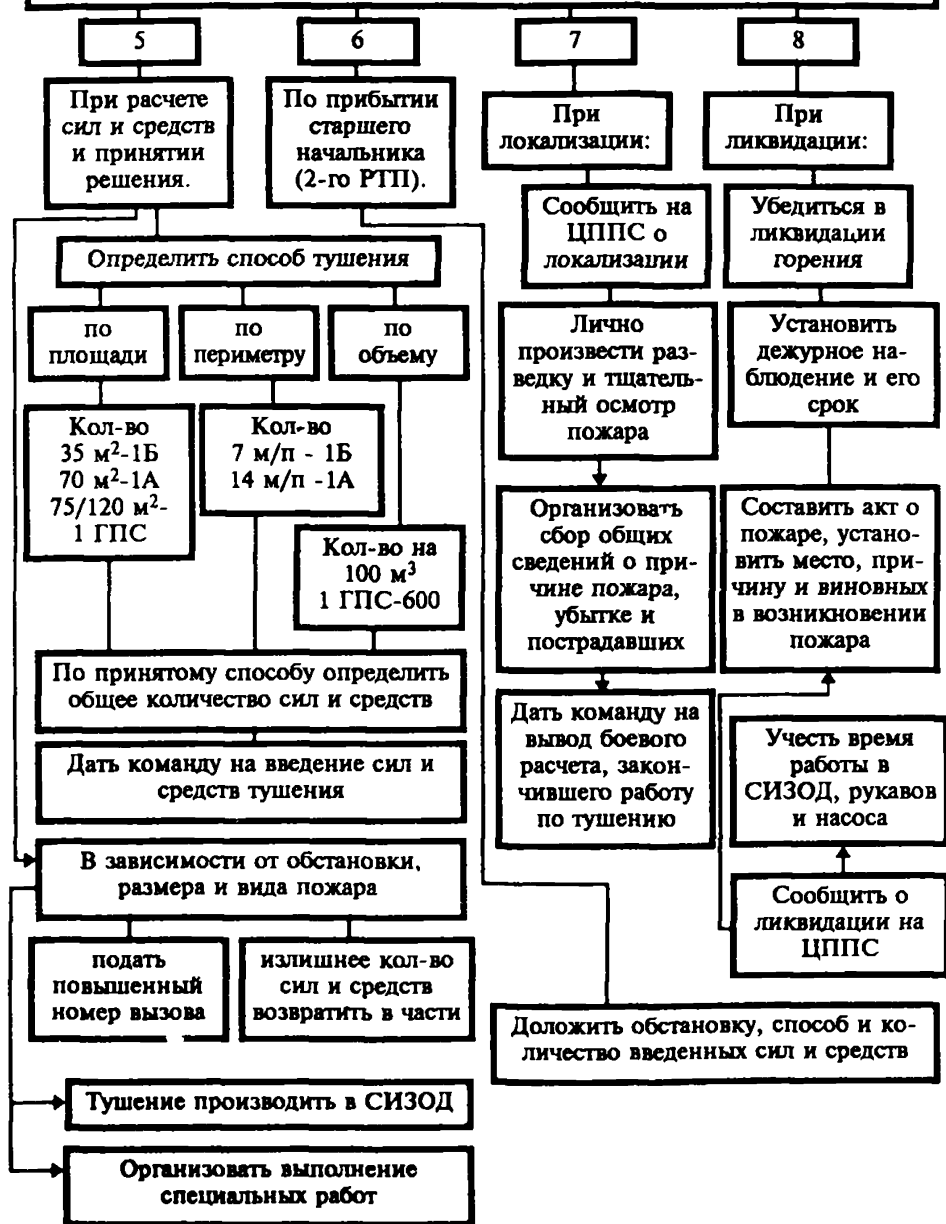 5
6
7
8
При расчете
сил и средств
и принятии
решения.
По прибытии
старшего
начальника
(2-го РТП).
При
локализации:
При
ликвидации:
Определить способ тушения
по
площади
по
периметру
по
объему
Кол-во
35 м²-1Б
70 м²-1А
75/120 м²-
1 ГПС
Кол-во
7 м/п - 1Б
14 м/п -1А
Кол-во на
100 м³
1 ГПС-600
По принятому способу определить
общее количество сил и средств
Дать команду на введение сил и
средств тушения
В зависимости от обстановки,
размера и вида пожара
подать
повышенный
номер вызова
излишнее кол-во
сил и средств
возвратить в части
Тушение производить в СИЗОД
Организовать выполнение
специальных работ
Сообщить на
ЦППС о
локализации
Лично
произвести раз-
ведку и тщатель-
ный осмотр
пожара
Организовать
сбор общих
сведений о при-
чине пожара,
убытке и
пострадавших
Дать команду на
вывод боевого
расчета, закон-
чившего работу
по тушению
Убедиться в
ликвидации
горения
Установить
дежурное на-
блюдение и его
срок
Составить акт о
пожаре, устано-
вить место, при-
чину и виновных
в возникновении
пожара
Учесть время
работы в
СИЗОД, рукавов
и насоса
Сообщить о
ликвидации на
ЦППС
Доложить обстановку, способ и ко-
личество введенных сил и средств